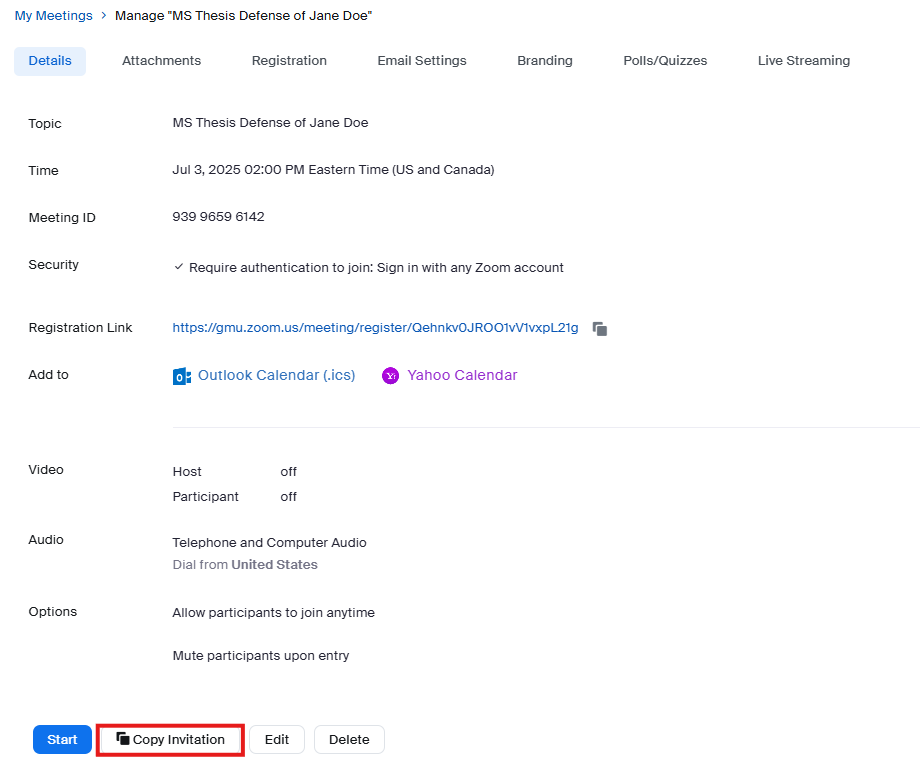 My Meetings > Manage "MS Thesis Defense of Jane Doe"
Details Attachments Registration Email Settings Branding Polls/Quizzes Live Streaming
Topic MS Thesis Defense of Jane Doe
Time Jul 3, 2025 02:00 PM Eastern Time (US and Canada)
Meeting ID 939 9659 6142
Security ✓ Require authentication to join: Sign in with any Zoom account
Registration Link https://gmu.zoom.us/meeting/register/Qehnkv0JROO1vV1vxpL21g
Add to Outlook Calendar (.ics) Yahoo Calendar
Video Host off
Participant off
Audio Telephone and Computer Audio
Dial from United States
Options Allow participants to join anytime
Mute participants upon entry
Start Copy Invitation Edit Delete